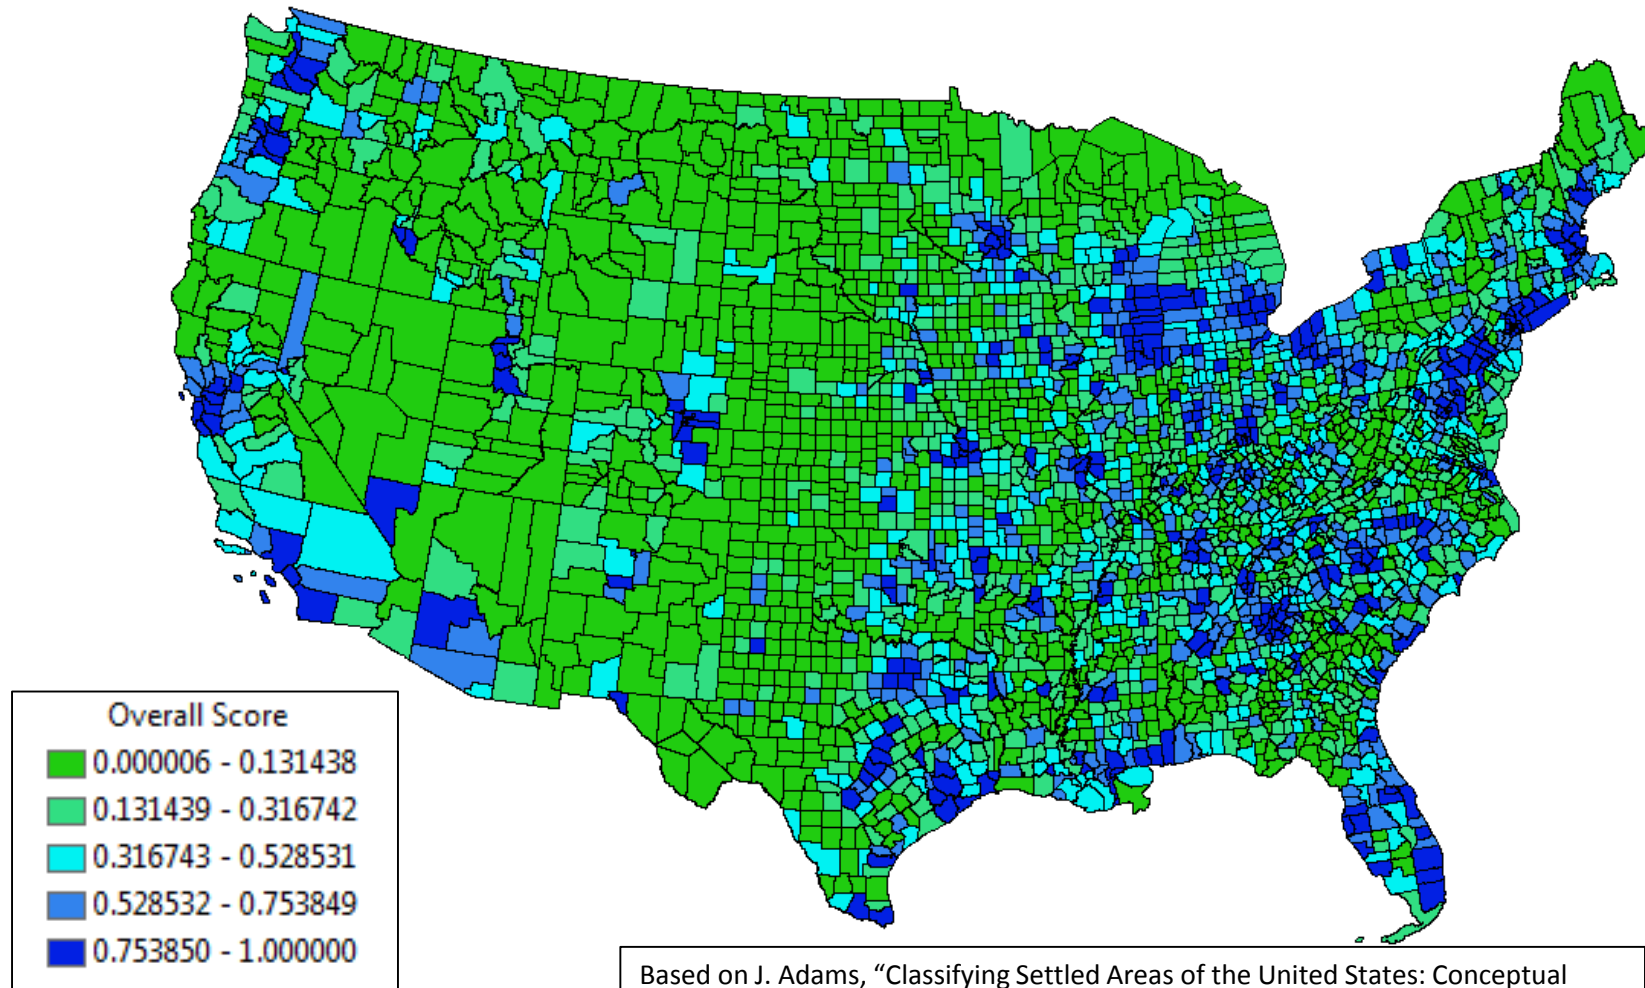 Overall Score
0.000006 - 0.131438
0.131439 - 0.316742
0.316743 - 0.528531
0.528532 - 0.753849
0.753850 - 1.000000
Based on J. Adams, “Classifying Settled Areas of the United States: Conceptual